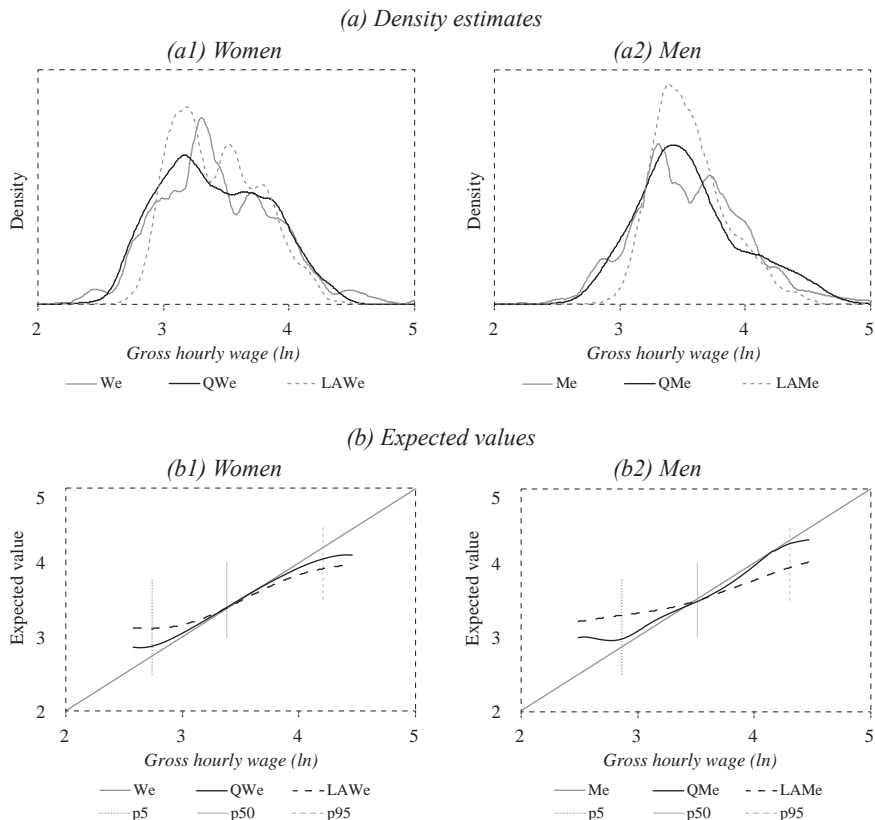 (a) Density estimates
(a1) Women
(a2) Men
Density
2
3
4
5
Gross hourly wage (ln)
We
QWe
LAWe
Density
2
3
4
5
Gross hourly wage (ln)
Me
QMe
LAMe
(b) Expected values
(b1) Women
(b2) Men
Expected value
5
4
3
2
2
3
4
5
Gross hourly wage (ln)
We
QWe
LAWe
p5
p50
p95
Expected value
5
4
3
2
2
3
4
5
Gross hourly wage (ln)
Me
QMe
LAMe
p5
p50
p95